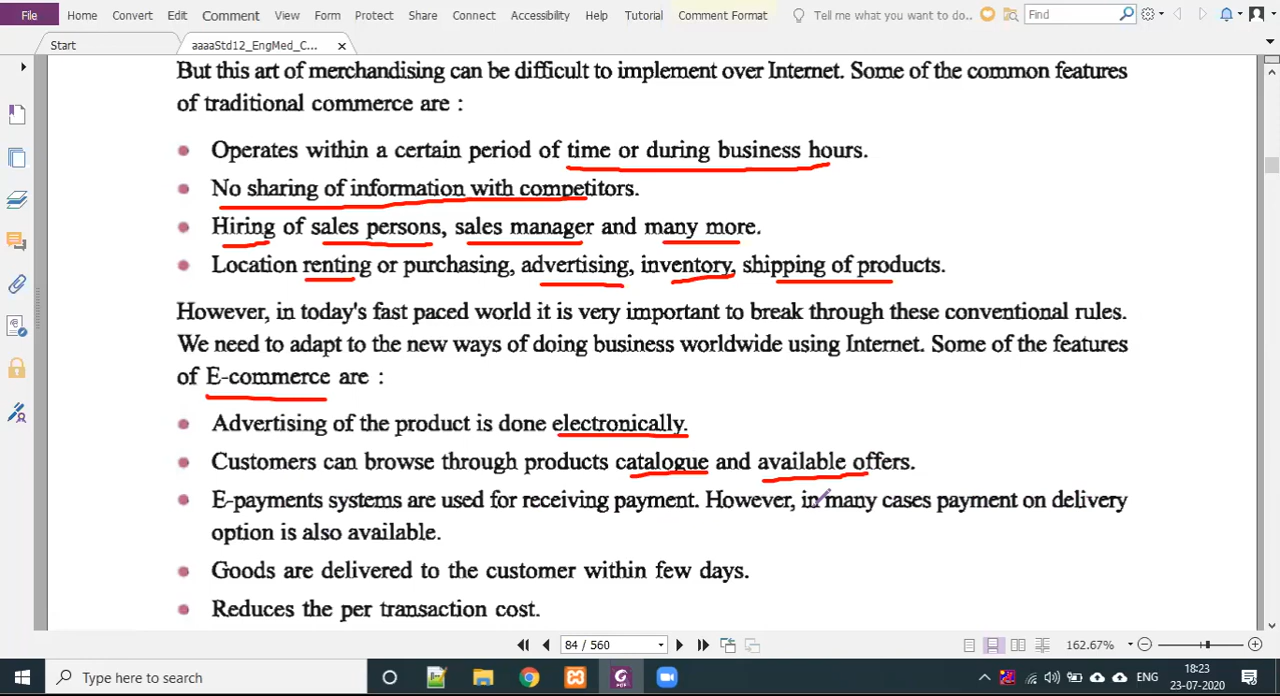 File Home Convert Edit Comment View Form Protect Share Connect Accessibility Help Tutorial Comment Format Tell me what you want to do.. Find
Start aaaaStd12_EngMed_C...
But this art of merchandising can be difficult to implement over Internet. Some of the common features
of traditional commerce are :
Operates within a certain period of time or during business hours.
No sharing of information with competitors.
Hiring of sales persons, sales manager and many more.
Location renting or purchasing, advertising, inventory, shipping of products.
However, in today's fast paced world it is very important to break through these conventional rules.
We need to adapt to the new ways of doing business worldwide using Internet. Some of the features
of E-commerce are :
Advertising of the product is done electronically.
Customers can browse through products catalogue and available offers.
E-payments systems are used for receiving payment. However, in many cases payment on delivery
option is also available.
Goods are delivered to the customer within few days.
Reduces the per transaction cost.
84 / 560 162.67%
Type here to search ENG 18:23
23-07-2020